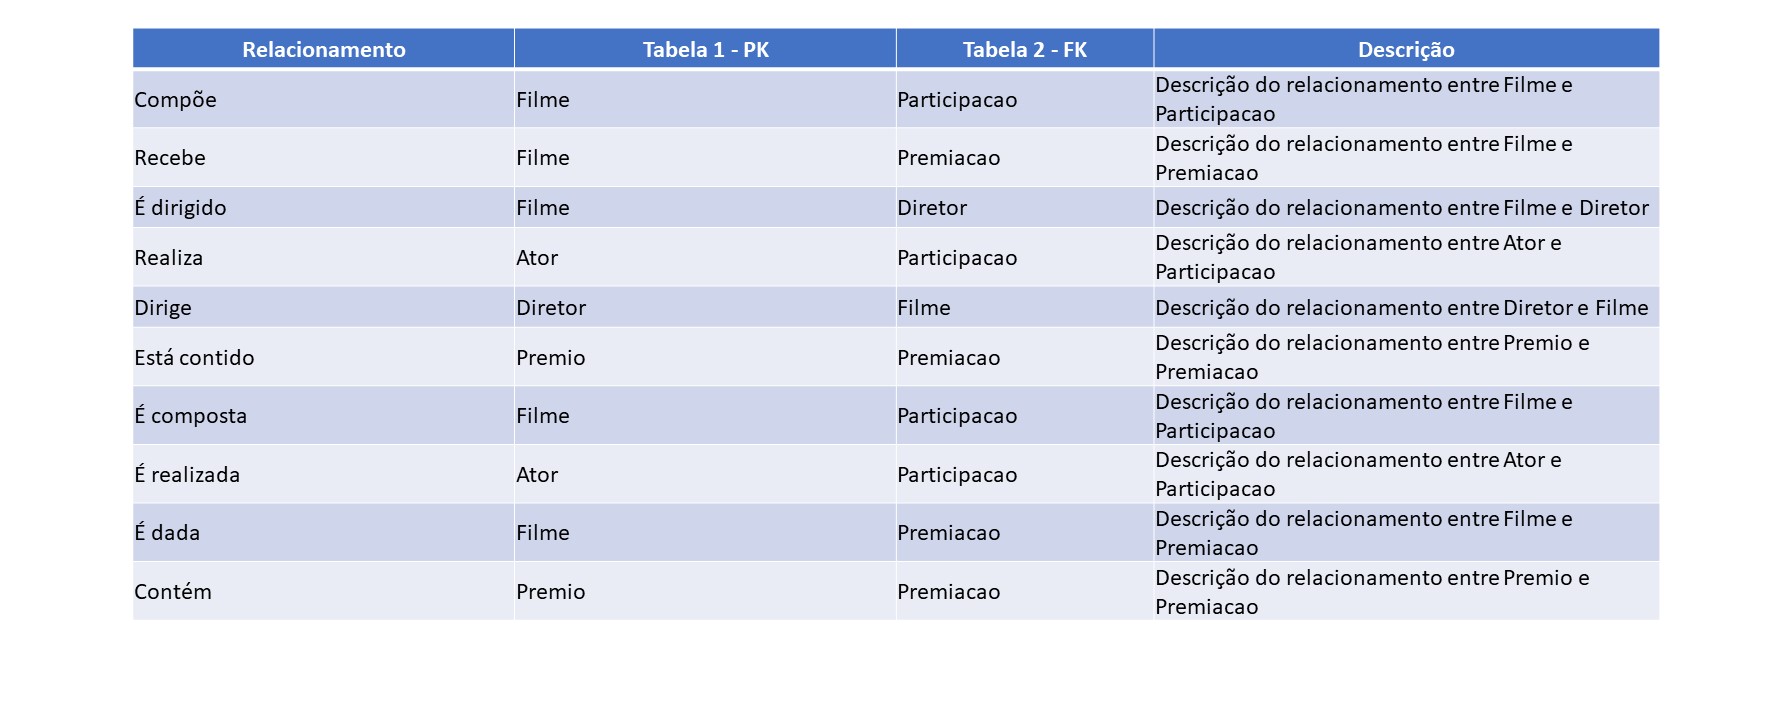 Relacionamento Tabela 1 - PK Tabela 2 - FK Descrição
Compõe Filme Participacao Descrição do relacionamento entre Filme e
Participacao
Recebe Filme Premiacao Descrição do relacionamento entre Filme e
Premiacao
É dirigido Filme Diretor Descrição do relacionamento entre Filme e Diretor
Realiza Ator Participacao Descrição do relacionamento entre Ator e
Participacao
Dirige Diretor Filme Descrição do relacionamento entre Diretor e Filme
Está contido Premio Premiacao Descrição do relacionamento entre Premio e
Premiacao
É composta Filme Participacao Descrição do relacionamento entre Filme e
Participacao
É realizada Ator Participacao Descrição do relacionamento entre Ator e
Participacao
É dada Filme Premiacao Descrição do relacionamento entre Filme e
Premiacao
Contém Premio Premiacao Descrição do relacionamento entre Premio e
Premiacao